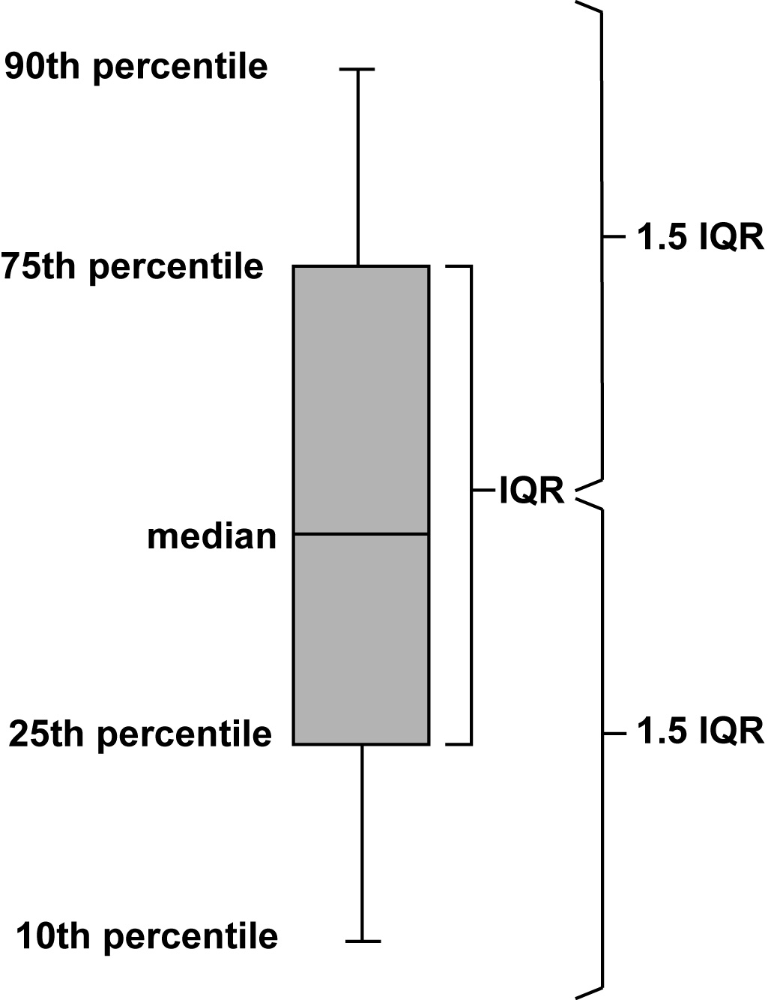 90th percentile
1.5 IQR
75th percentile
IQR
median
25th percentile
1.5 IQR
10th percentile